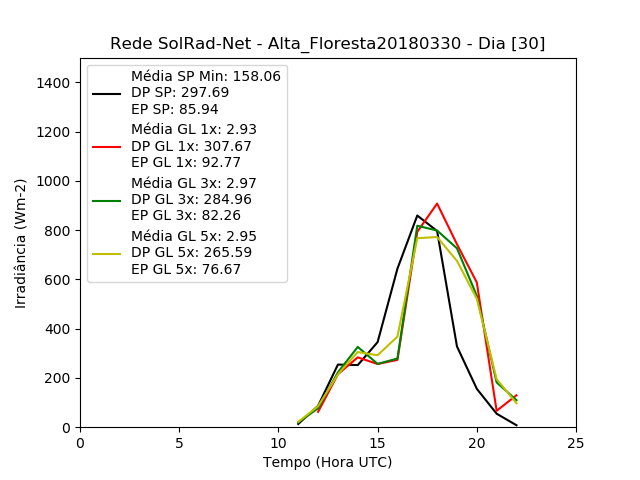 Rede SolRad-Net - Alta_Floresta20180330 - Dia [30]
Média SP Min: 158.06
DP SP: 297.69
EP SP: 85.94
Média GL 1x: 2.93
DP GL 1x: 307.67
EP GL 1x: 92.77
Média GL 3x: 2.97
DP GL 3x: 284.96
EP GL 3x: 82.26
Média GL 5x: 2.95
DP GL 5x: 265.59
EP GL 5x: 76.67
Irradiância (Wm-2)
1400
1200
1000
800
600
400
200
0
0 5 10 15 20 25
Tempo (Hora UTC)